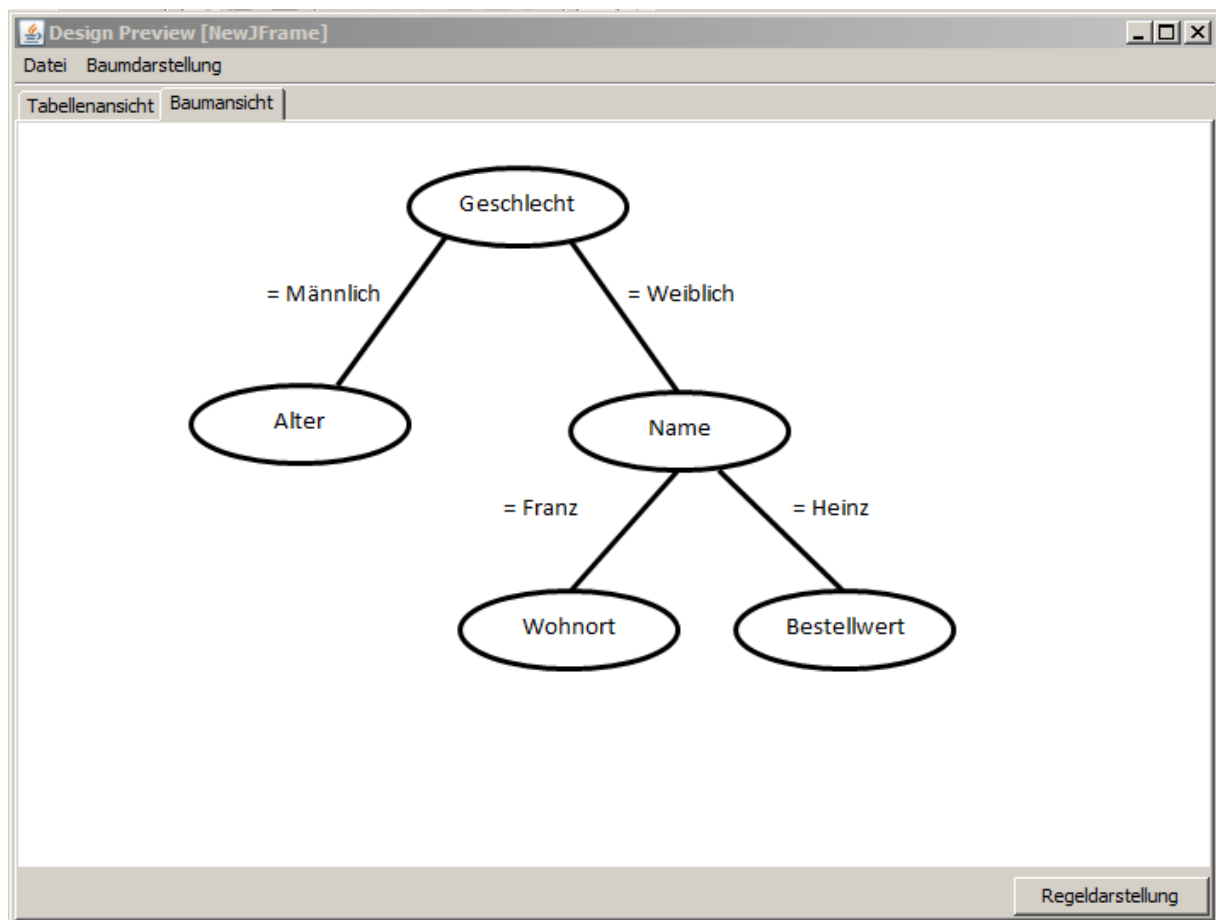 Design Preview [NewJFrame]
Datei Baumdarstellung
Tabellenansicht Baumansicht
Geschlecht
= Männlich = Weiblich
Alter Name
= Franz = Heinz
Wohnort Bestellwert
Regeldarstellung